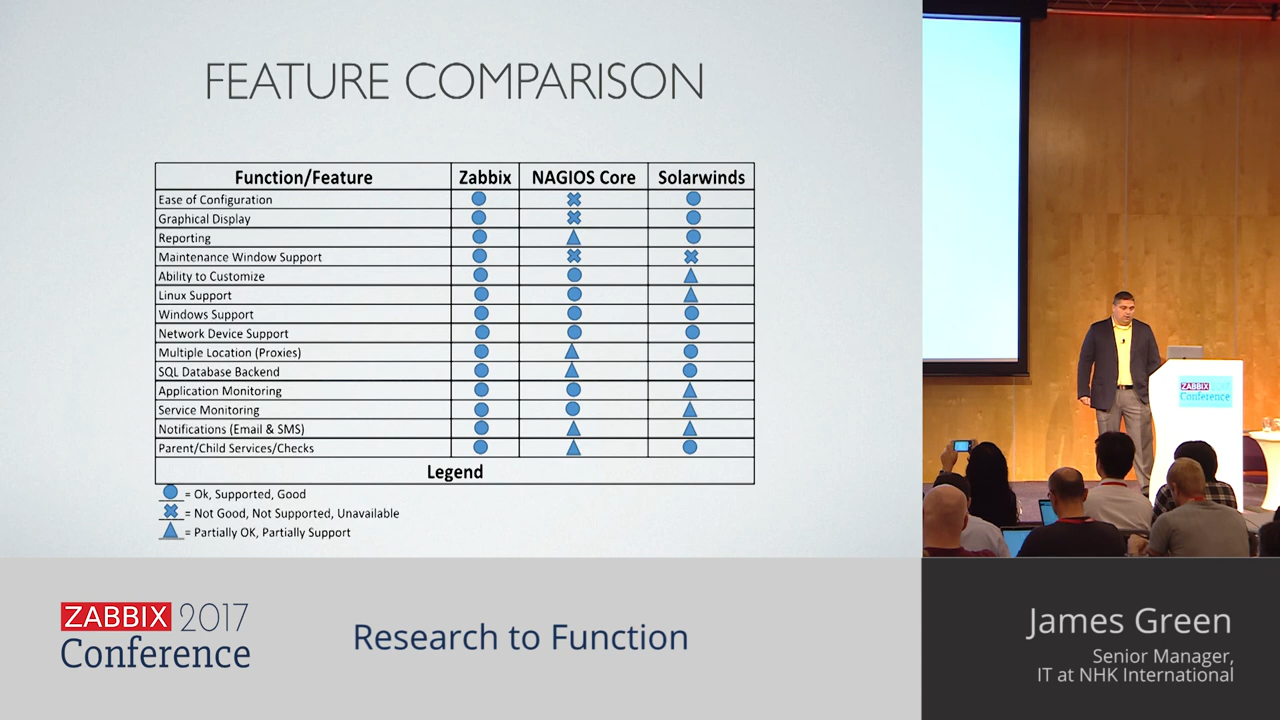 FEATURE COMPARISON
Function/Feature Zabbix NAGIOS Core Solarwinds
Ease of Configuration
Graphical Display
Reporting
Maintenance Window Support
Ability to Customize
Linux Support
Windows Support
Network Device Support
Multiple Location (Proxies)
SQL Database Backend
Application Monitoring
Service Monitoring
Notifications (Email & SMS)
Parent/Child Services/Checks
Legend
= Ok, Supported, Good
= Not Good, Not Supported, Unavailable
= Partially OK, Partially Support
ZABBIX
Conference
ZABBIX 2017
Conference
Research to Function
James Green
Senior Manager,
IT at NHK International